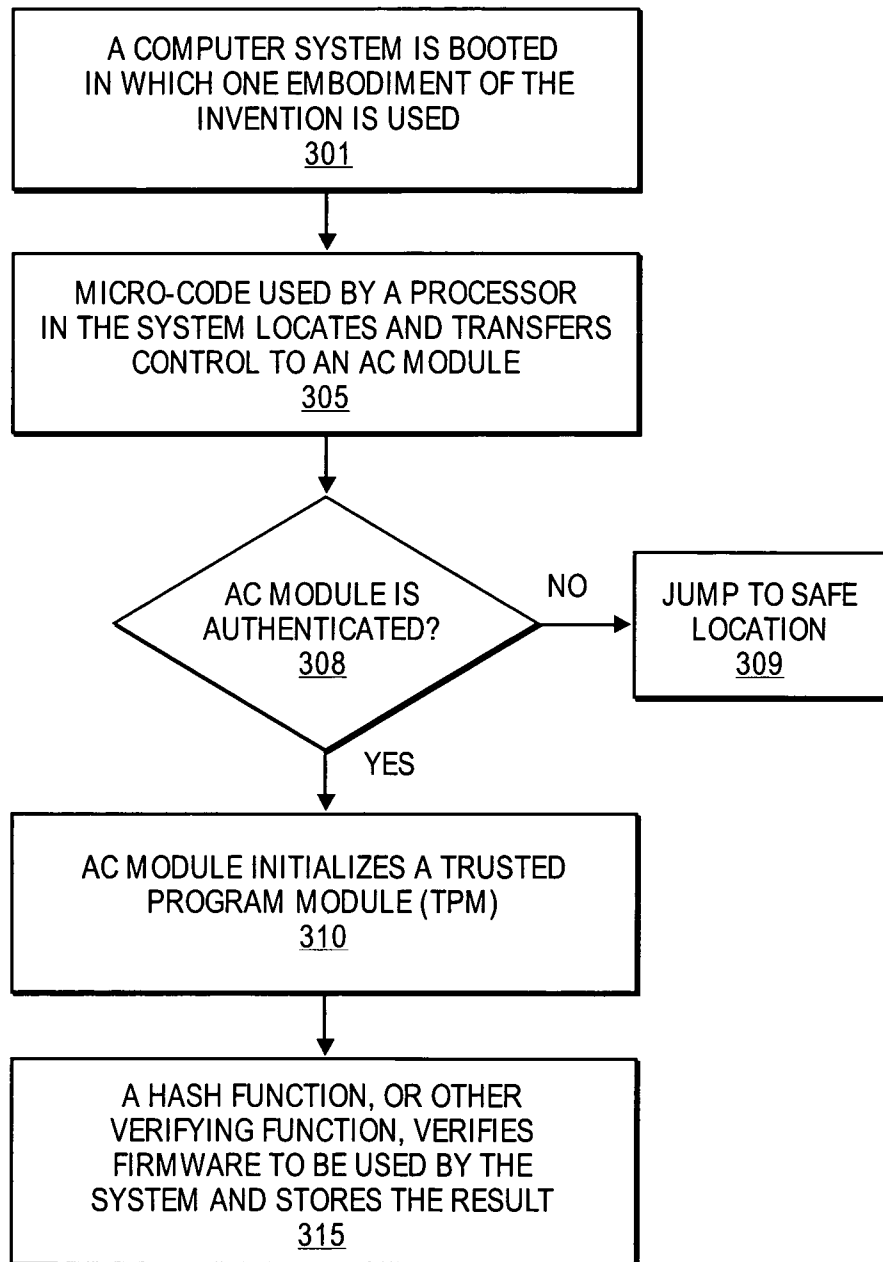 A COMPUTER SYSTEM IS BOOTED
IN WHICH ONE EMBODIMENT OF THE
INVENTION IS USED
301
MICRO-CODE USED BY A PROCESSOR
IN THE SYSTEM LOCATES AND TRANSFERS
CONTROL TO AN AC MODULE
305
AC MODULE IS
AUTHENTICATED?
308
NO
JUMP TO SAFE
LOCATION
309
YES
AC MODULE INITIALIZES A TRUSTED
PROGRAM MODULE (TPM)
310
A HASH FUNCTION, OR OTHER
VERIFYING FUNCTION, VERIFIES
FIRMWARE TO BE USED BY THE
SYSTEM AND STORES THE RESULT
315